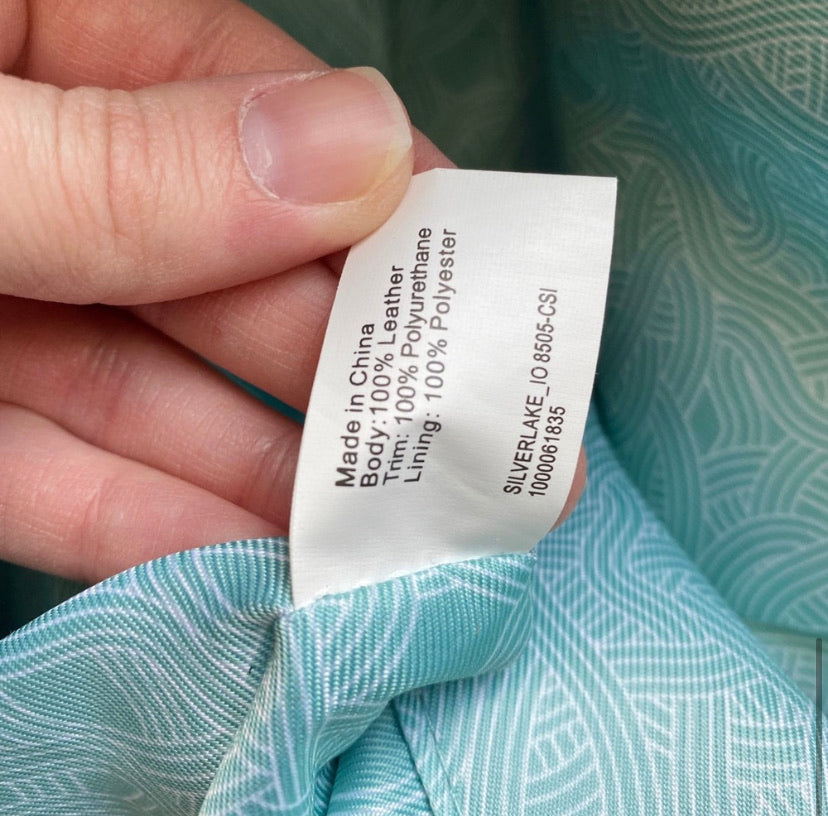 Made in China
Body:100% Leather
Trim: 100% Polyurethane
Lining: 100% Polyester
SILVERLAKE_IO 8505-CSI
1000061835